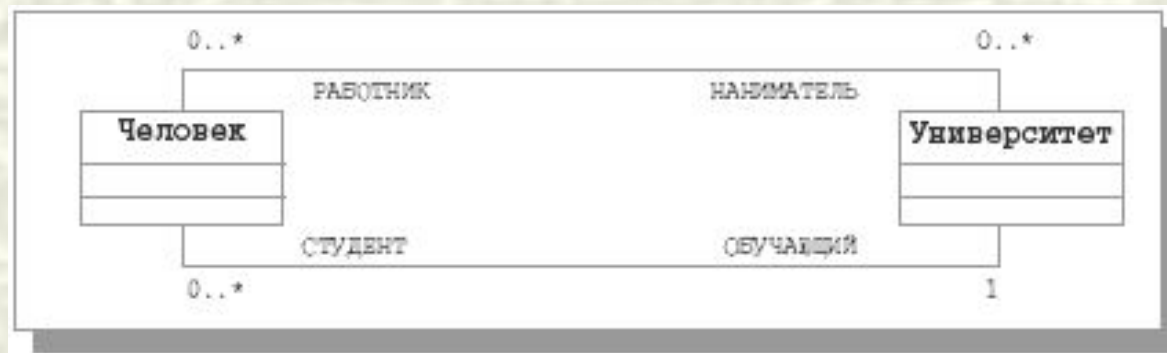 0..* 0..*
РАБОТНИК НАНИМАТЕЛЬ
Человек Университет
СТУДЕНТ ОБУЧАЮЩИЙ
0..* 1